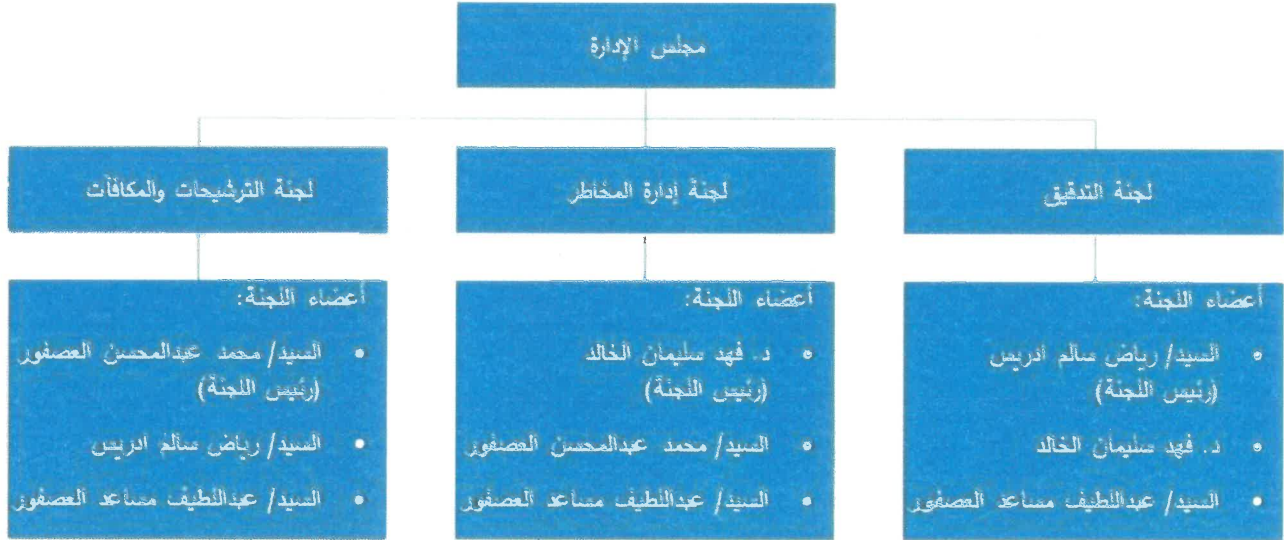 مجلس الإدارة
لجنة التدقيق
لجنة إدارة المخاطر
لجنة الترشيحات والمكافآت
أعضاء اللجنة:
• السيد/ رياض سالم ادريس
(رئيس اللجنة)
• د. فهد سليمان الخالد
• السيد/ عبداللطيف مساعد العصفور
أعضاء اللجنة:
• د. فهد سليمان الخالد
(رئيس اللجنة)
• السيد/ محمد عبدالمحسن العصفور
• السيد/ عبداللطيف مساعد العصفور
أعضاء اللجنة:
• السيد/ محمد عبدالمحسن العصفور
(رئيس اللجنة)
• السيد/ رياض سالم ادريس
• السيد/ عبداللطيف مساعد العصفور